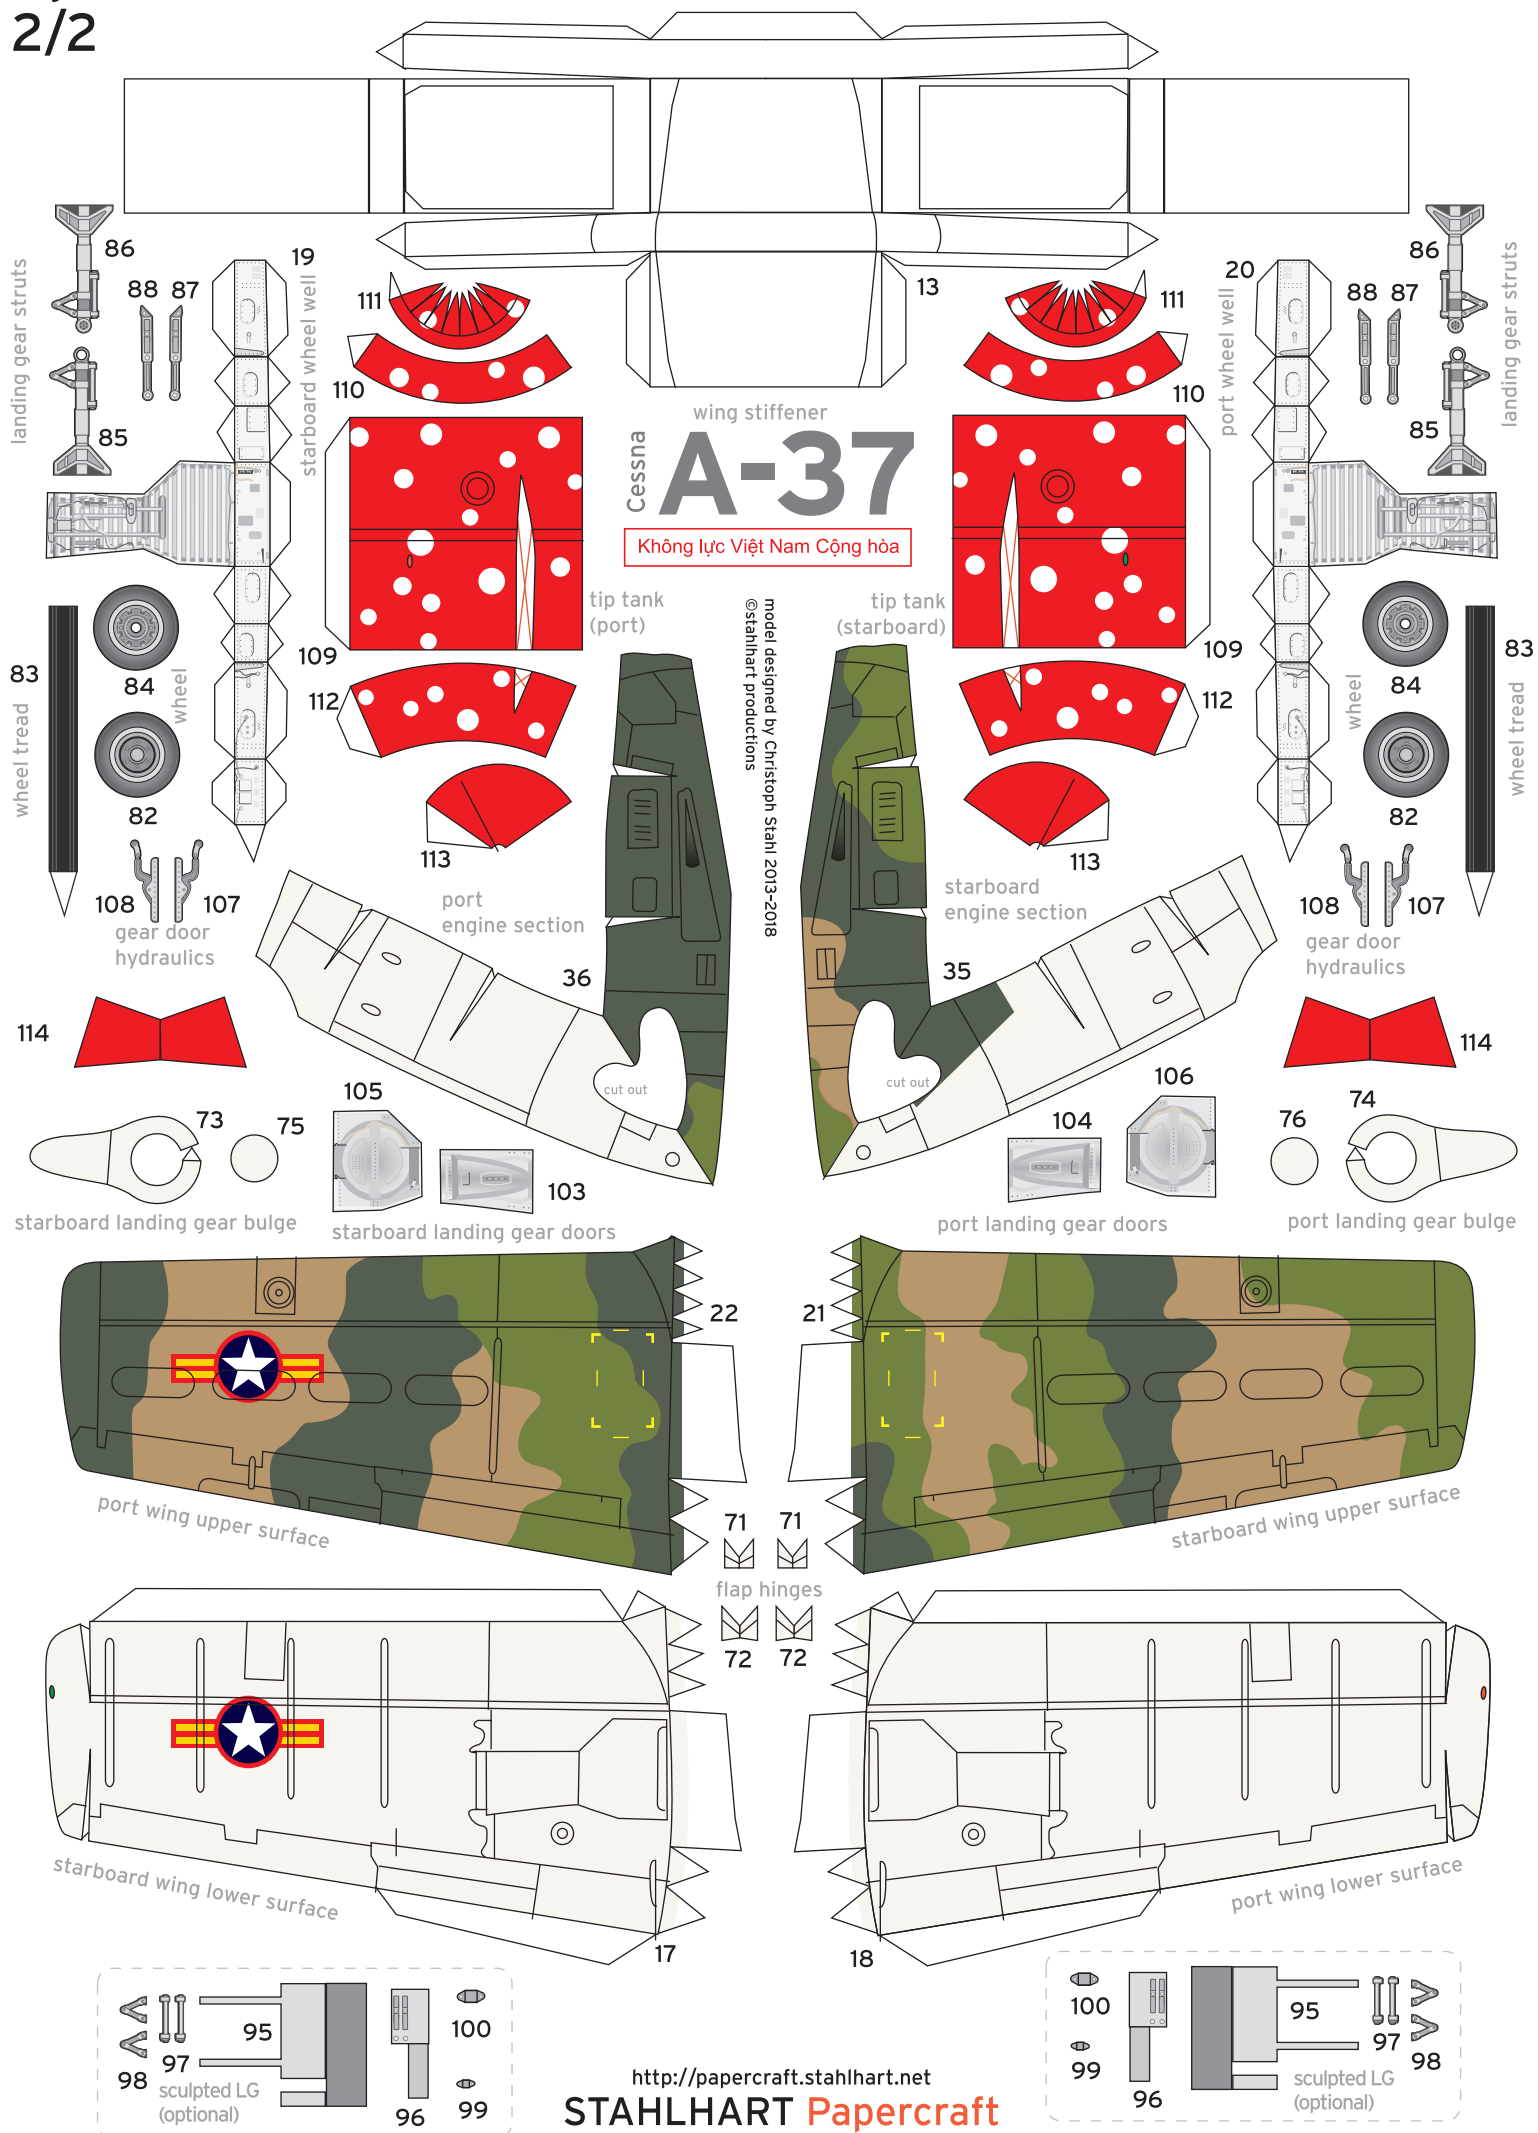 2/2
86
landing gear struts
88
87
85
19
starboard wheel well
111
110
13
111
110
20
port wheel well
86
88
87
85
landing gear struts
wing stiffener
Cessna
A-37
Không lực Việt Nam Cộng hòa
tip tank
(port)
109
tip tank
(starboard)
109
model designed by Christoph Stahl 2013-2018
©stahlhart productions
83
wheel tread
84
wheel
82
112
113
112
113
84
wheel
82
83
wheel tread
108
107
gear door
hydraulics
port
engine section
36
starboard
engine section
35
108
107
gear door
hydraulics
114
cut out
cut out
114
73
75
starboard landing gear bulge
105
103
starboard landing gear doors
104
106
port landing gear doors
76
74
port landing gear bulge
22
port wing upper surface
21
starboard wing upper surface
71
71
flap hinges
72
72
starboard wing lower surface
17
port wing lower surface
18
98
97
95
sculpted LG
(optional)
96
100
99
http://papercraft.stahlhart.net
STAHLHART Papercraft
100
99
96
95
97
98
sculpted LG
(optional)